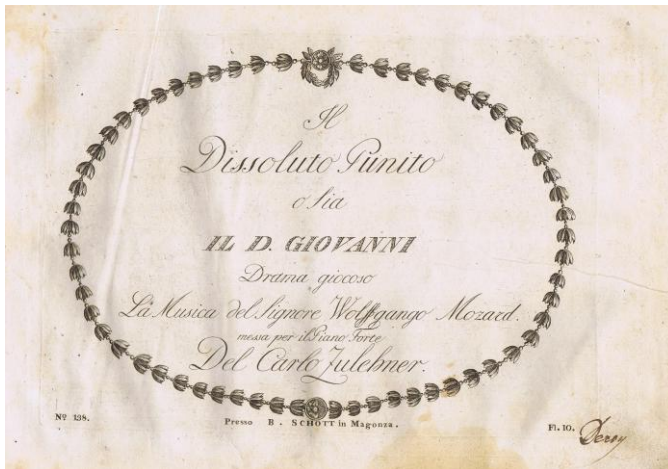 Il
Dissoluto Punito
o sia
IL D. GIOVANNI
Drama giocoso
La Musica del Signore Wolffgango Mozard.
messa per il Piano Forte
Del Carlo Zulehner.
Nº 138.
Presso B. SCHOTT in Magonza.
Fl. 10.